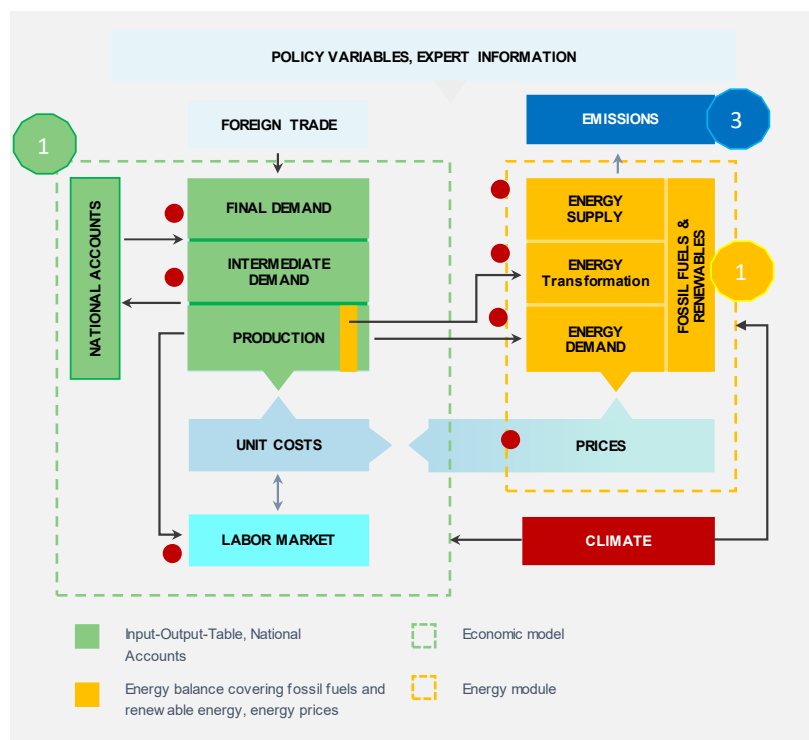 POLICY VARIABLES, EXPERT INFORMATION
FOREIGN TRADE
EMISSIONS
3
1
NATIONAL ACCOUNTS
FINAL DEMAND
INTERMEDIATE
DEMAND
PRODUCTION
ENERGY
SUPPLY
ENERGY
Transformation
ENERGY
DEMAND
FOSSIL FUELS &
RENEWABLES
1
UNIT COSTS
PRICES
LABOR MARKET
CLIMATE
Input-Output-Table, National
Accounts
Economic model
Energy balance covering fossil fuels and
renewable energy, energy prices
Energy module